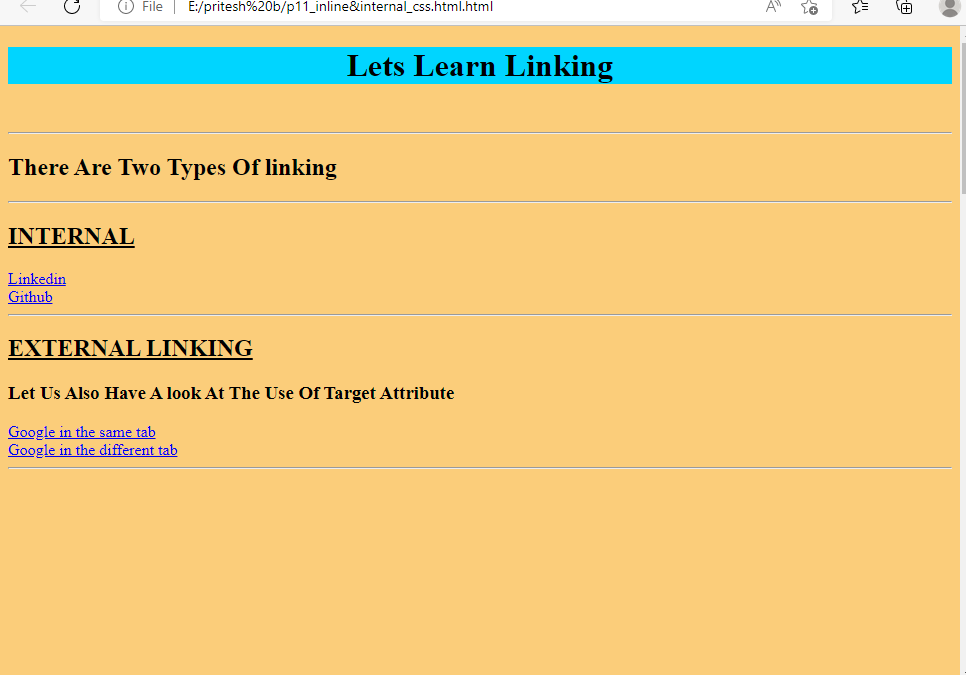 File E:/pritesh%20b/p11_inline&internal_css.html.html
Lets Learn Linking
There Are Two Types Of linking
INTERNAL
Linkedin
Github
EXTERNAL LINKING
Let Us Also Have A look At The Use Of Target Attribute
Google in the same tab
Google in the different tab